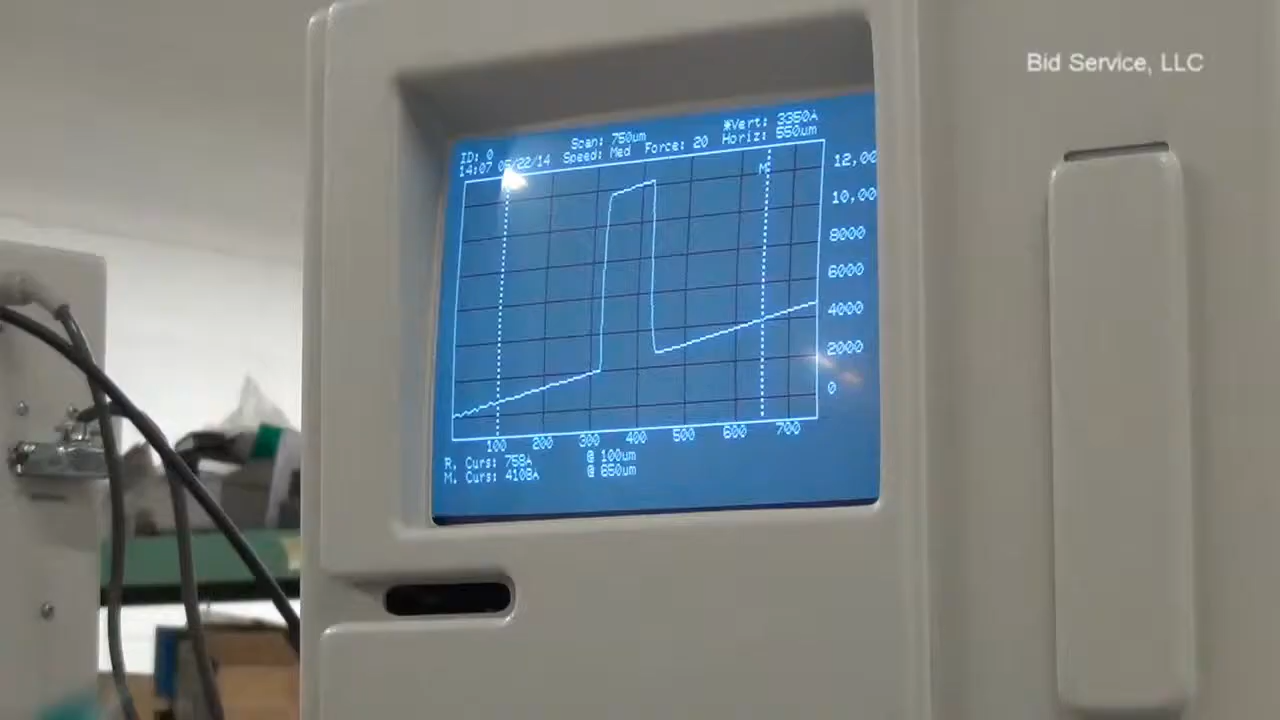 Bid Service, LLC
ID: 0
Scan: 750um
※Vert: 3350A
14:07 05/22/14 Speed: Med Force: 20 Horiz: 550um
M
12,00
10,00
8000
6000
4000
2000
0
100 200 300 400 500 600 700
R. Curs: 758A @ 100um
M. Curs: 4108A @ 650um